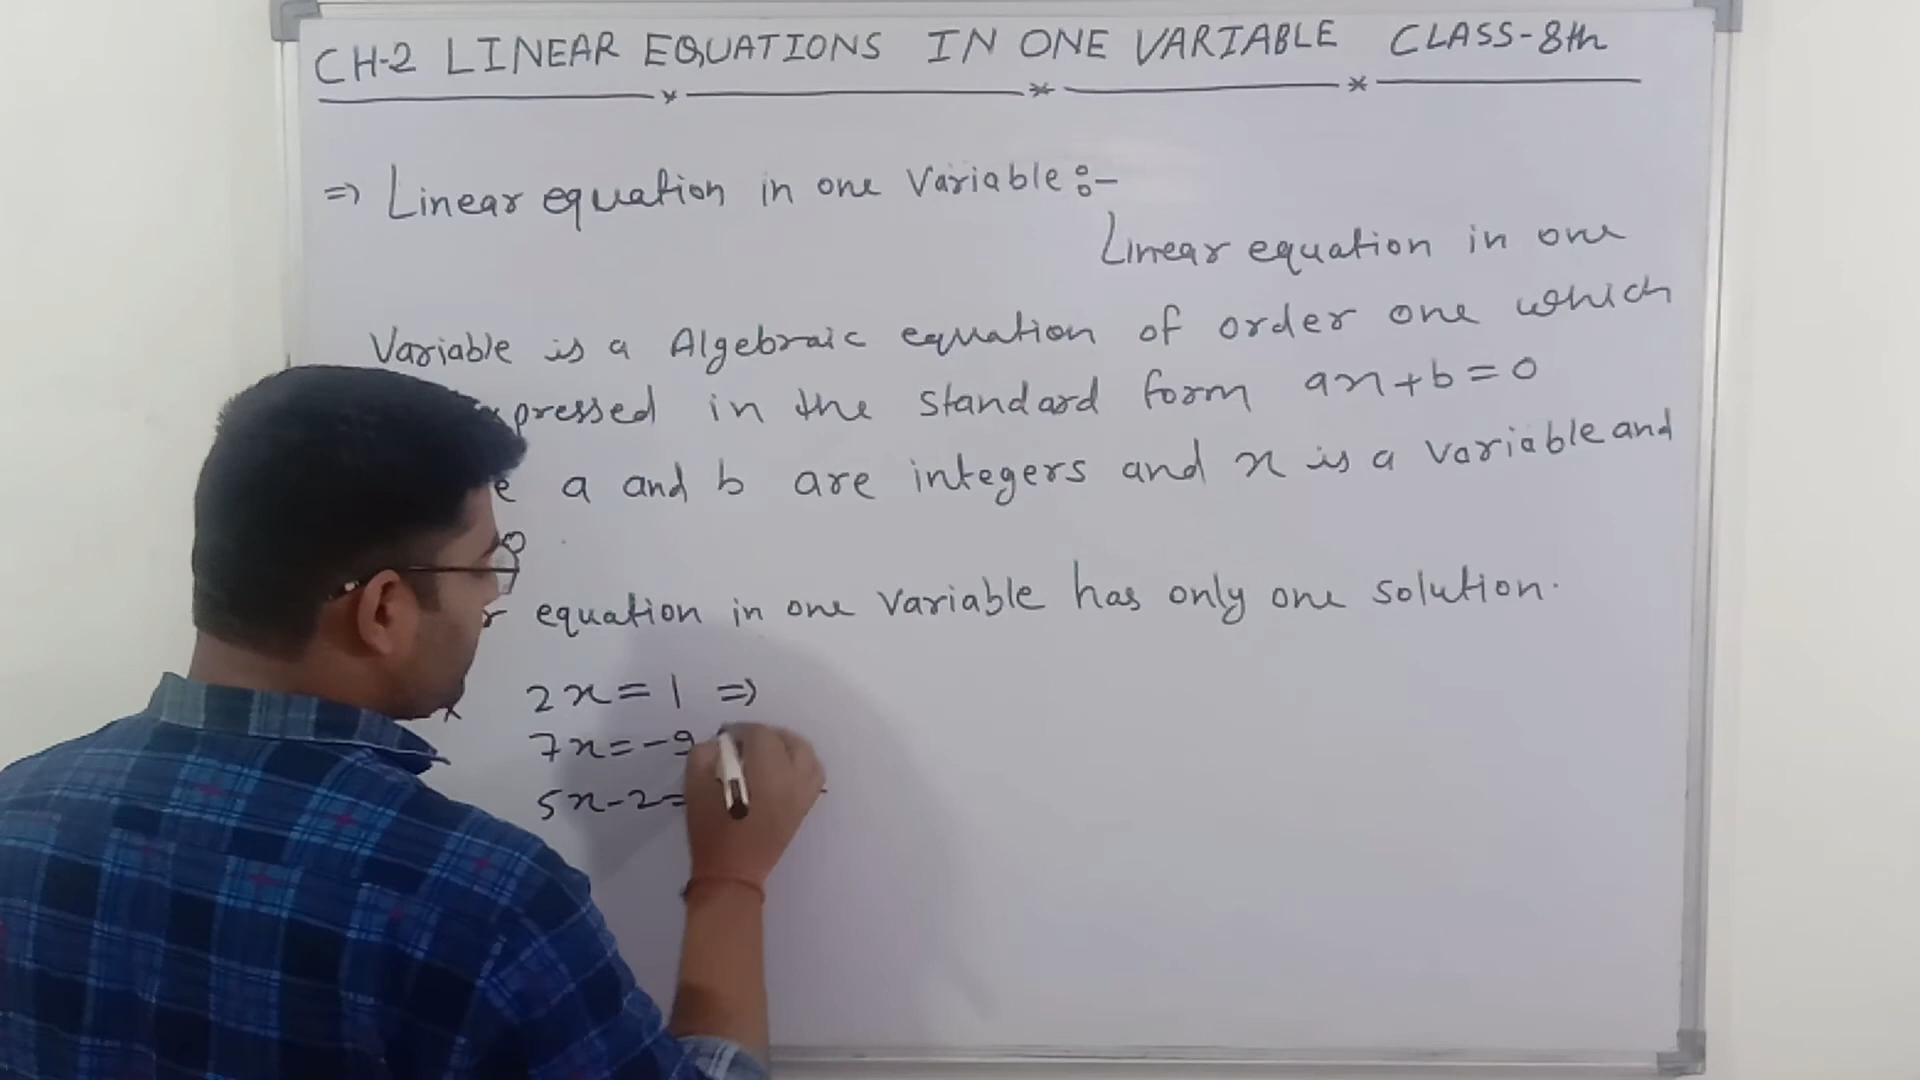 CH-2 LINEAR EQUATIONS IN ONE VARIABLE CLASS-8th
=> Linear equation in one Variable :-
Linear equation in one
Variable is a Algebraic equation of order one which
pressed in the standard form ax+b=0
a and b are integers and x is a variable and
equation in one variable has only one solution.
2x=1 =>
7x=-9
5x-2=